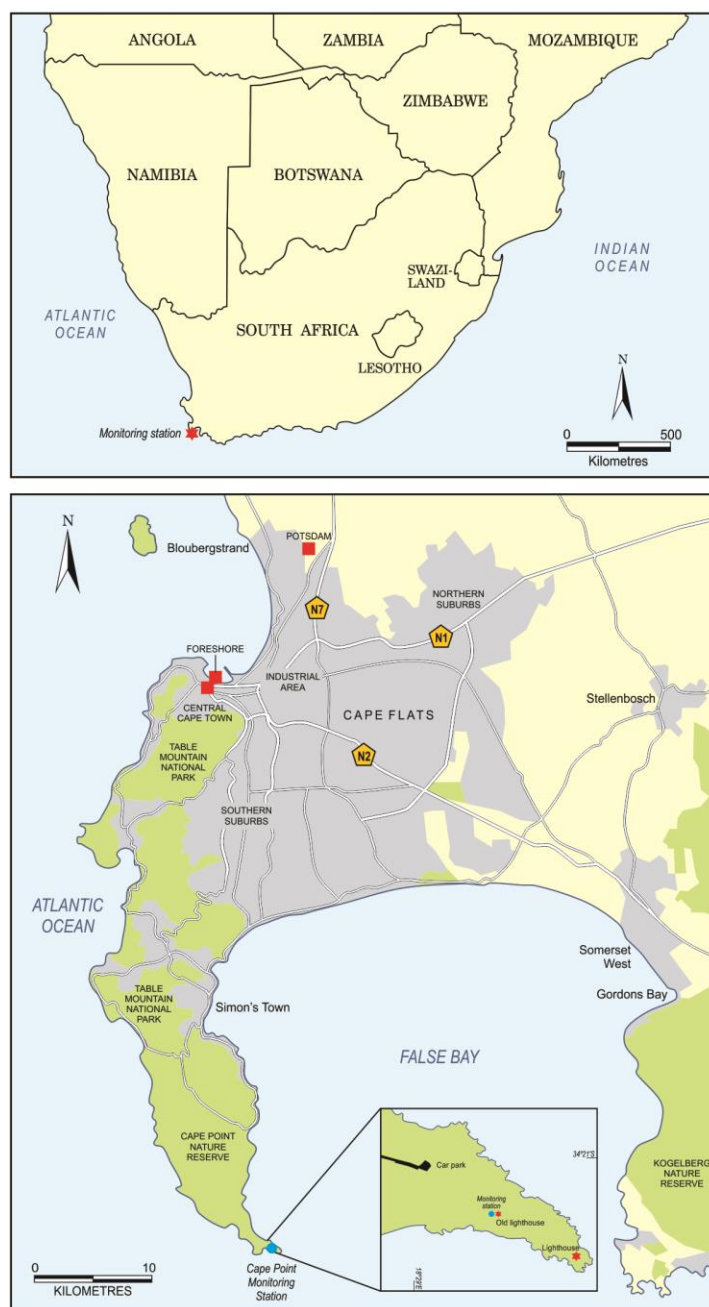 ANGOLA
ZAMBIA
MOZAMBIQUE
ZIMBABWE
NAMIBIA
BOTSWANA
INDIAN
OCEAN
SWAZI-
LAND
ATLANTIC
OCEAN
SOUTH AFRICA
LESOTHO
N
Monitoring station
0 500
Kilometres
N
Bloubergstrand
POTSDAM
N7
NORTHERN
SUBURBS
N1
FORESHORE
INDUSTRIAL
AREA
CENTRAL
CAPE TOWN
CAPE FLATS
Stellenbosch
TABLE
MOUNTAIN
NATIONAL
PARK
N2
SOUTHERN
SUBURBS
ATLANTIC
OCEAN
Somerset
West
Gordons Bay
TABLE
MOUNTAIN
NATIONAL
PARK
Simon's Town
FALSE BAY
CAPE POINT
NATURE
RESERVE
KOGELBERG
NATURE
RESERVE
34°21'S
Car park
Monitoring
station
Old lighthouse
Lighthouse
18°29'E
0 10
KILOMETRES
Cape Point
Monitoring
Station